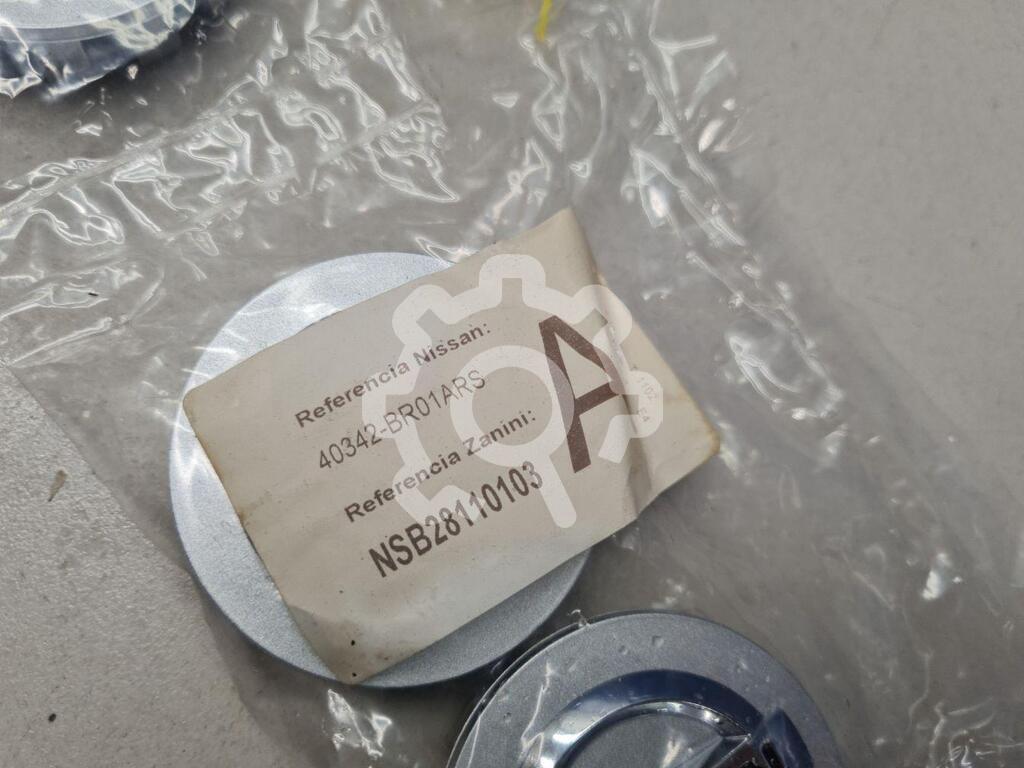 Referencia Nissan:
40342-BR01ARS
Referencia Zanini:
NSB28110103
A